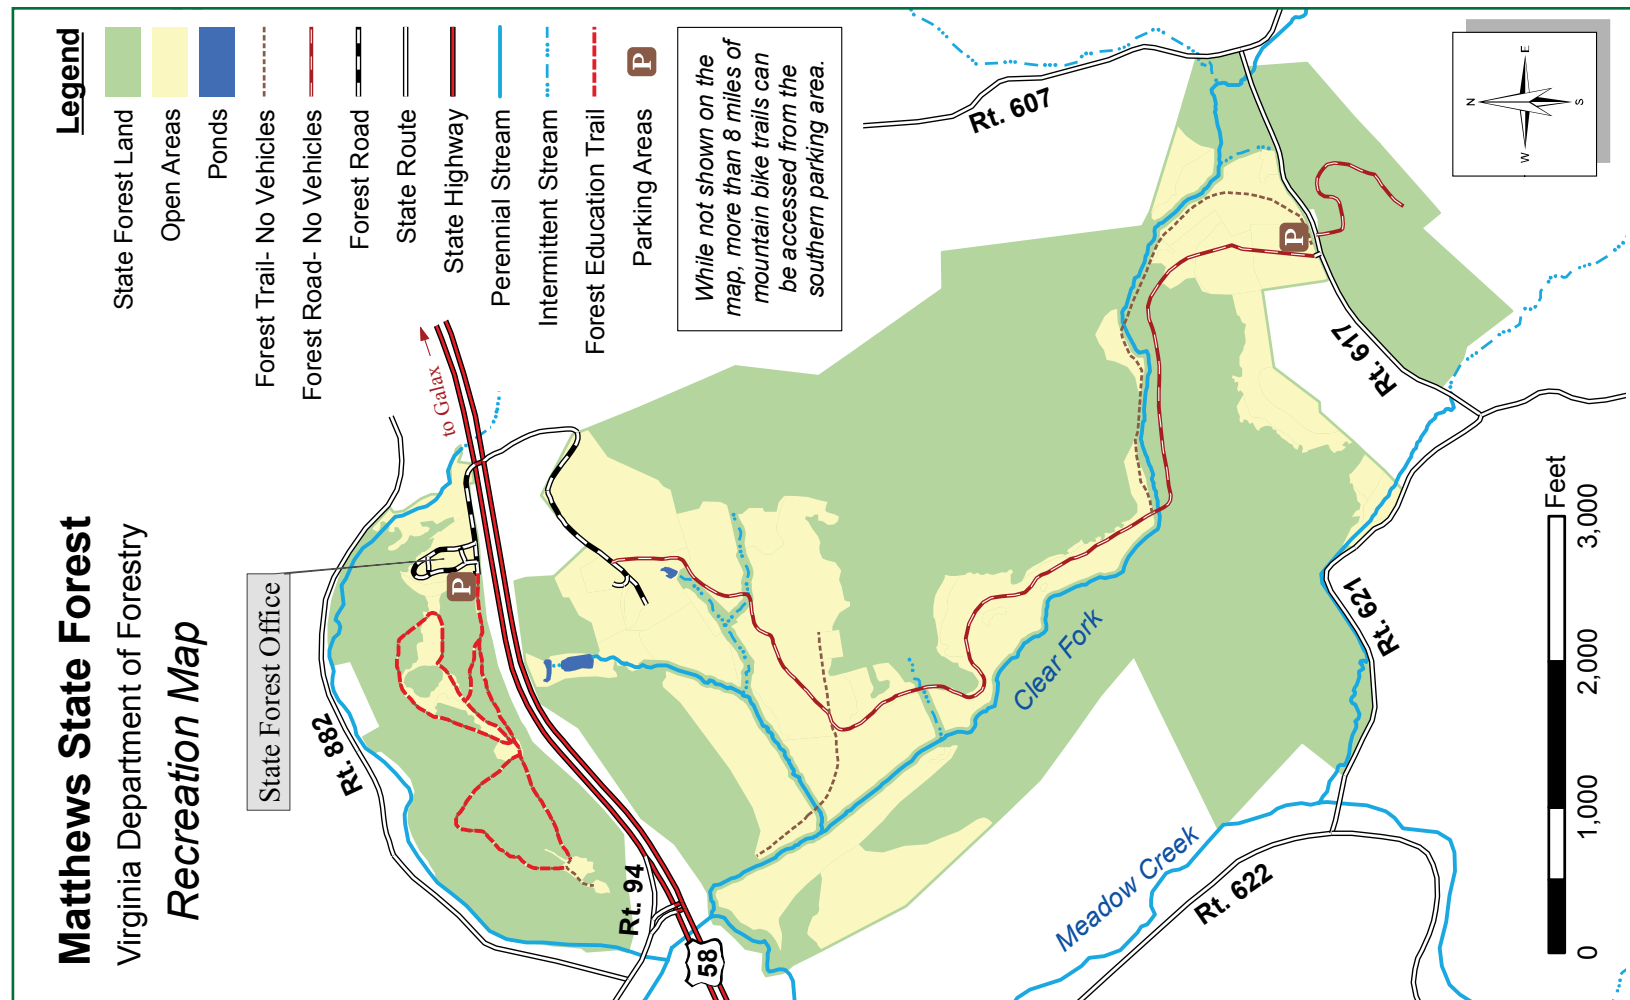 Matthews State Forest
Virginia Department of Forestry
Recreation Map
Legend
State Forest Land
Open Areas
Ponds
Forest Trail- No Vehicles
Forest Road- No Vehicles
Forest Road
State Route
State Highway
Perennial Stream
Intermittent Stream
Forest Education Trail
P
Parking Areas
While not shown on the
map, more than 8 miles of
mountain bike trails can
be accessed from the
southern parking area.
State Forest Office
to Galax
P
Rt. 882
Rt. 94
58
Clear Fork
Meadow Creek
Rt. 622
Rt. 621
Rt. 617
Rt. 607
P
N
E
S
W
0
1,000
2,000
3,000
Feet